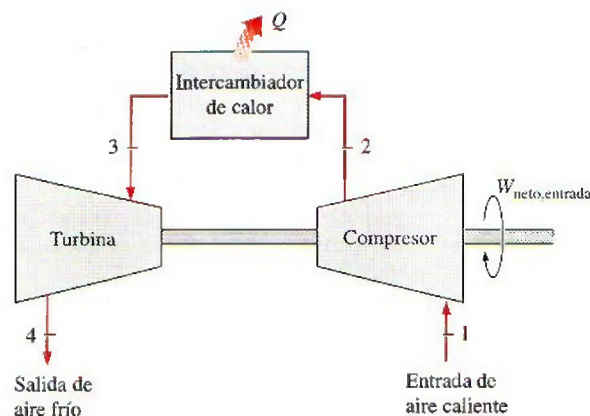 Q
Intercambiador
de calor
3
2
W neto,entrada
Turbina
Compresor
4
1
Salida de
aire frío
Entrada de
aire caliente